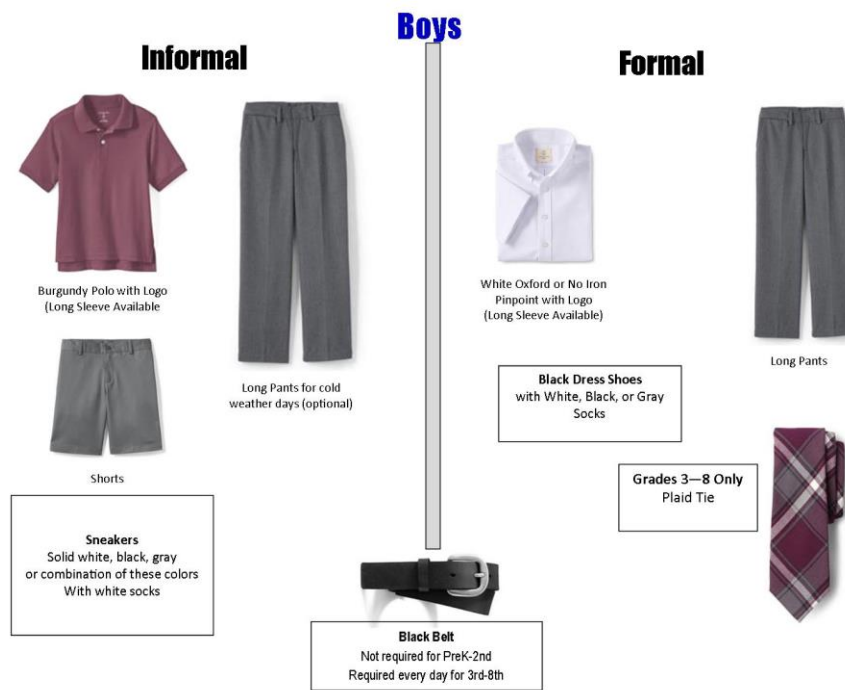 Boys
Informal
Burgundy Polo with Logo
(Long Sleeve Available
Long Pants for cold
weather days (optional)
Shorts
Sneakers
Solid white, black, gray
or combination of these colors
With white socks
Formal
White Oxford or No Iron
Pinpoint with Logo
(Long Sleeve Available)
Long Pants
Black Dress Shoes
with White, Black, or Gray
Socks
Grades 3—8 Only
Plaid Tie
Black Belt
Not required for PreK-2nd
Required every day for 3rd-8th